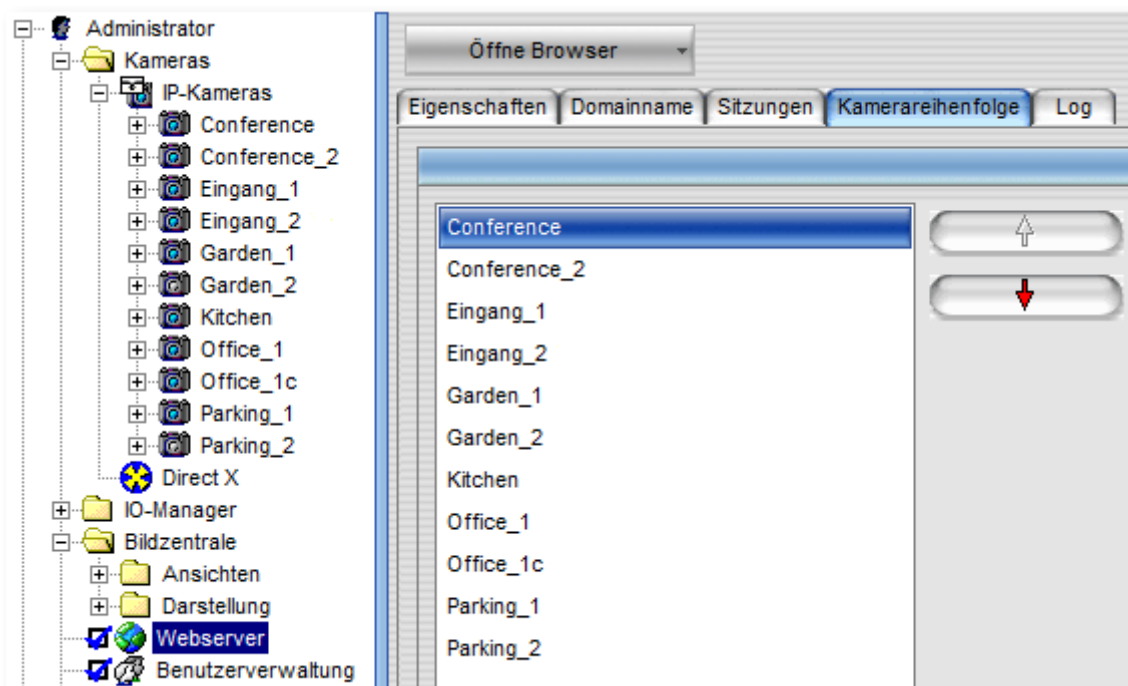 Administrator
Kameras
IP-Kameras
Conference
Conference_2
Eingang_1
Eingang_2
Garden_1
Garden_2
Kitchen
Office_1
Office_1c
Parking_1
Parking_2
Direct X
IO-Manager
Bildzentrale
Ansichten
Darstellung
Webserver
Benutzerverwaltung
Öffne Browser
Eigenschaften Domainname Sitzungen Kamerareihenfolge Log
Conference
Conference_2
Eingang_1
Eingang_2
Garden_1
Garden_2
Kitchen
Office_1
Office_1c
Parking_1
Parking_2